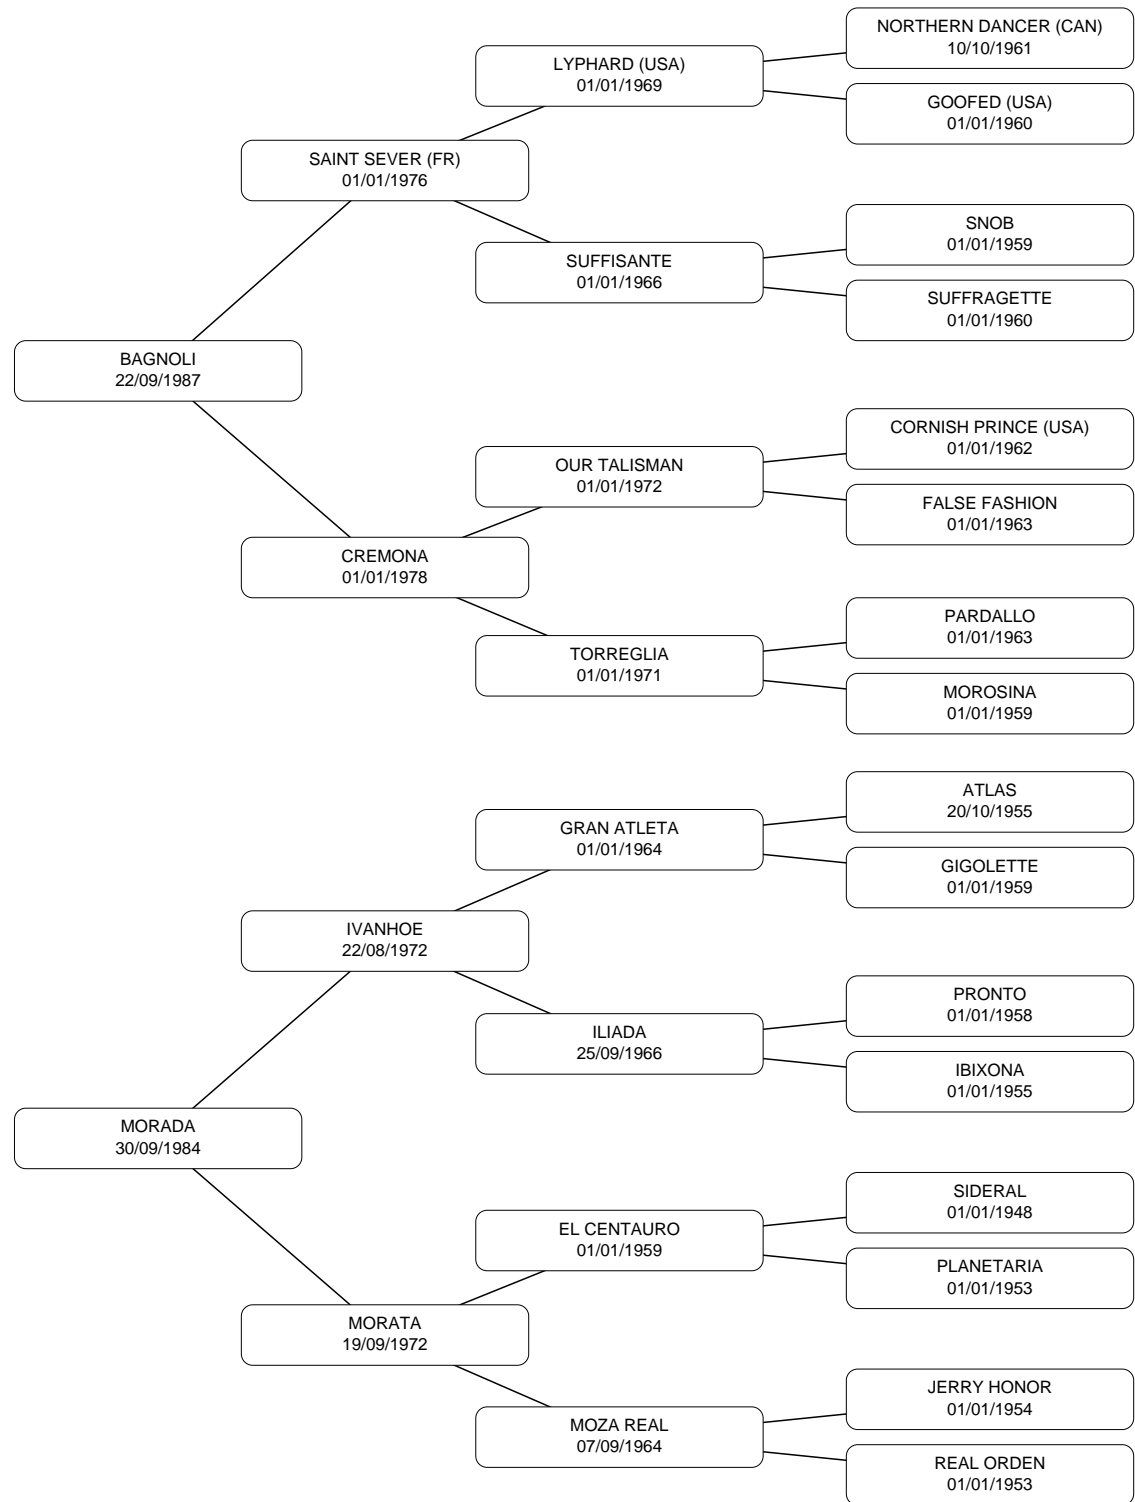 NORTHERN DANCER (CAN)
10/10/1961
LYPHARD (USA)
01/01/1969
GOOFED (USA)
01/01/1960
SAINT SEVER (FR)
01/01/1976
SNOB
01/01/1959
SUFFISANTE
01/01/1966
SUFFRAGETTE
01/01/1960
BAGNOLI
22/09/1987
CORNISH PRINCE (USA)
01/01/1962
OUR TALISMAN
01/01/1972
FALSE FASHION
01/01/1963
CREMONA
01/01/1978
PARDALLO
01/01/1963
TORREGLIA
01/01/1971
MOROSINA
01/01/1959
ATLAS
20/10/1955
GRAN ATLETA
01/01/1964
GIGOLETTE
01/01/1959
IVANHOE
22/08/1972
PRONTO
01/01/1958
ILIADA
25/09/1966
IBIXONA
01/01/1955
MORADA
30/09/1984
SIDERAL
01/01/1948
EL CENTAURO
01/01/1959
PLANETARIA
01/01/1953
MORATA
19/09/1972
JERRY HONOR
01/01/1954
MOZA REAL
07/09/1964
REAL ORDEN
01/01/1953